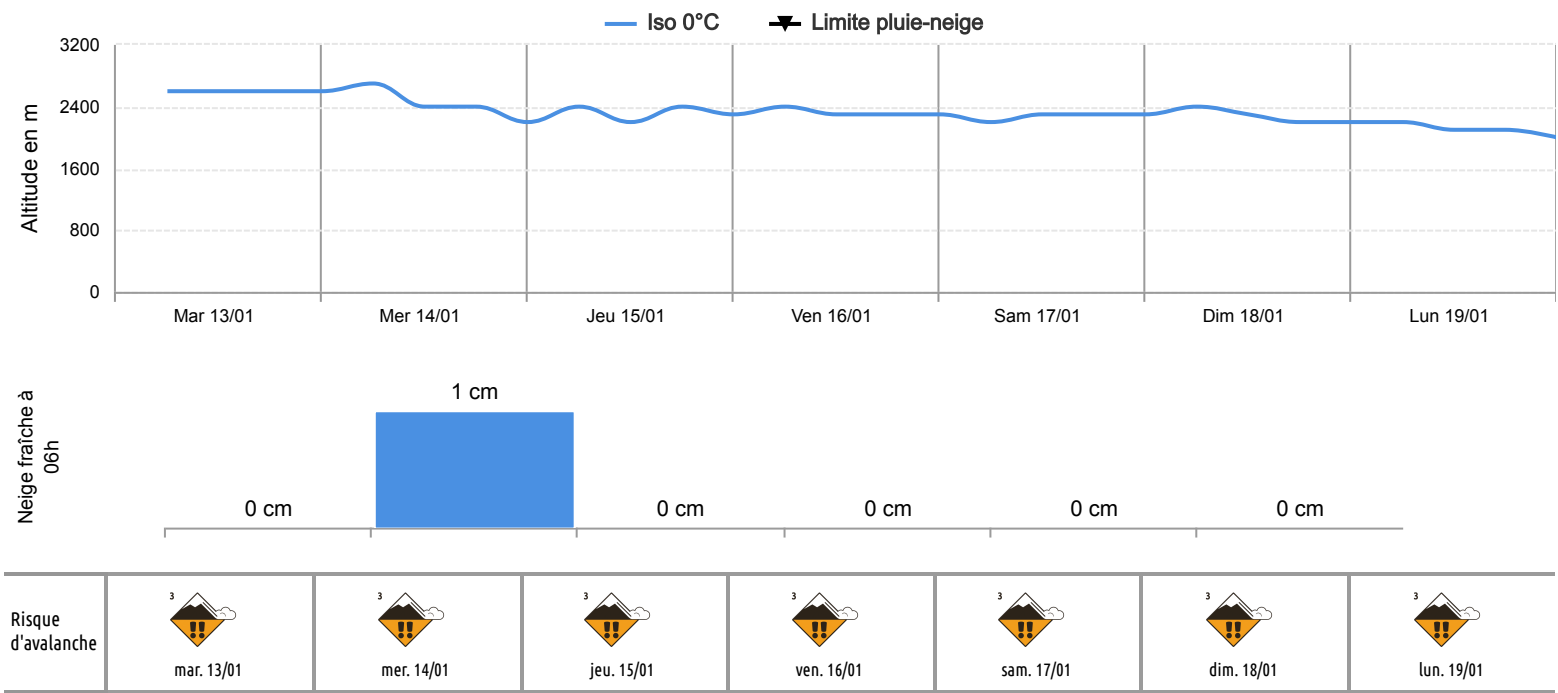 Iso 0°C Limite pluie-neige
Altitude en m
3200
2400
1600
800
0
Mar 13/01 Mer 14/01 Jeu 15/01 Ven 16/01 Sam 17/01 Dim 18/01 Lun 19/01
Neige fraîche à
06h
0 cm 1 cm 0 cm 0 cm 0 cm 0 cm
Risque
d'avalanche
3 3 3 3 3 3 3
mar. 13/01 mer. 14/01 jeu. 15/01 ven. 16/01 sam. 17/01 dim. 18/01 lun. 19/01